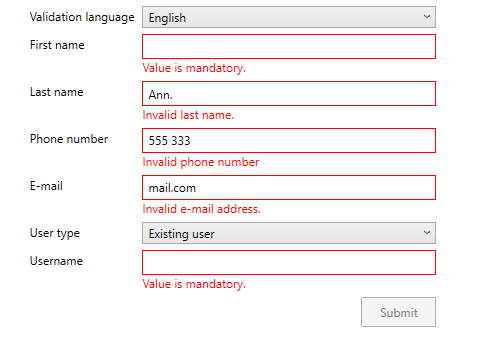 Validation language English
First name
Value is mandatory.
Last name Ann.
Invalid last name.
Phone number 555 333
Invalid phone number
E-mail mail.com
Invalid e-mail address.
User type Existing user
Username
Value is mandatory.
Submit